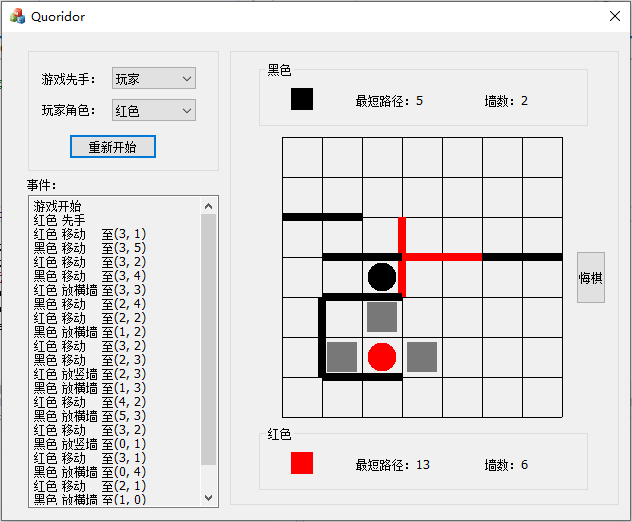 Quoridor
游戏先手： 玩家
玩家角色： 红色
重新开始
事件：
游戏开始
红色 先手
红色 移动 至(3, 1)
黑色 移动 至(3, 5)
红色 移动 至(3, 2)
黑色 移动 至(3, 4)
红色 移动 至(3, 3)
黑色 放横墙 至(2, 4)
红色 移动 至(2, 2)
黑色 放横墙 至(1, 2)
红色 移动 至(3, 2)
黑色 移动 至(2, 3)
红色 放竖墙 至(2, 3)
黑色 放横墙 至(1, 3)
红色 移动 至(4, 2)
黑色 放横墙 至(5, 3)
红色 移动 至(3, 2)
黑色 放竖墙 至(0, 1)
红色 移动 至(3, 1)
黑色 放横墙 至(0, 4)
红色 移动 至(2, 1)
黑色 放横墙 至(1, 0)
黑色
最短路径：5 墙数：2
悔棋
红色
最短路径：13 墙数：6